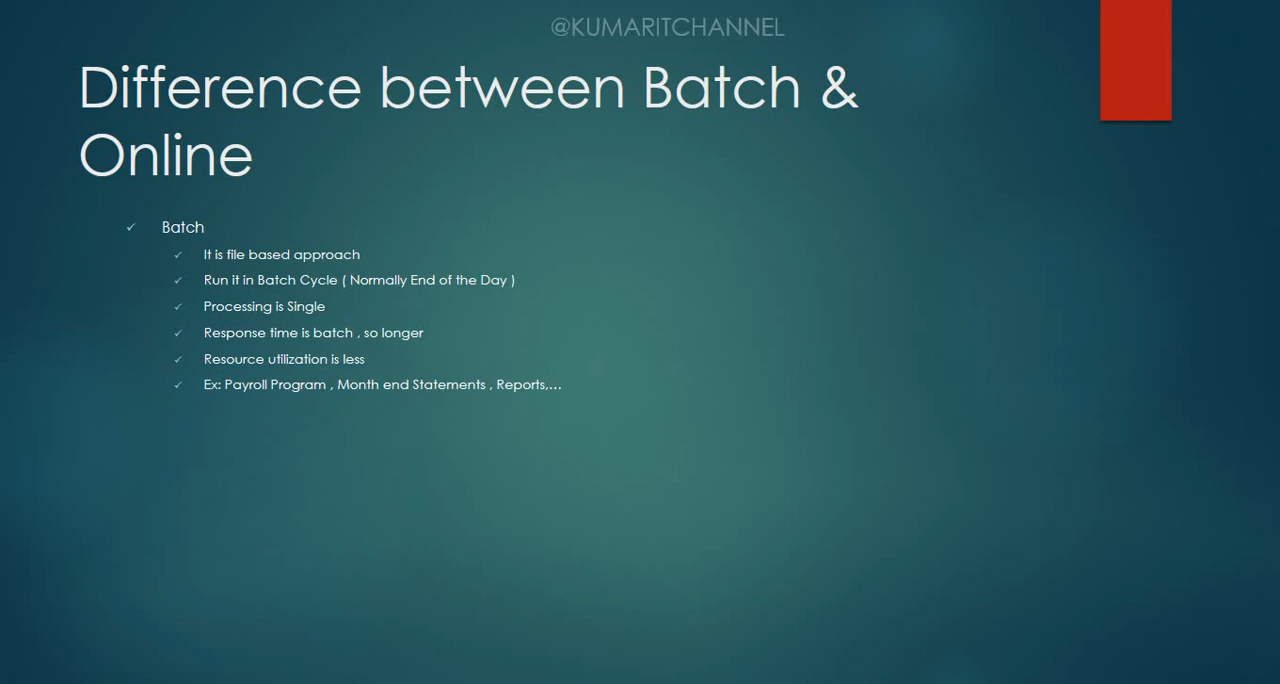 @KUMARITCHANNEL
Difference between Batch &
Online
✓ Batch
✓ It is file based approach
✓ Run it in Batch Cycle ( Normally End of the Day )
✓ Processing is Single
✓ Response time is batch , so longer
✓ Resource utilization is less
✓ Ex: Payroll Program , Month end Statements , Reports,...